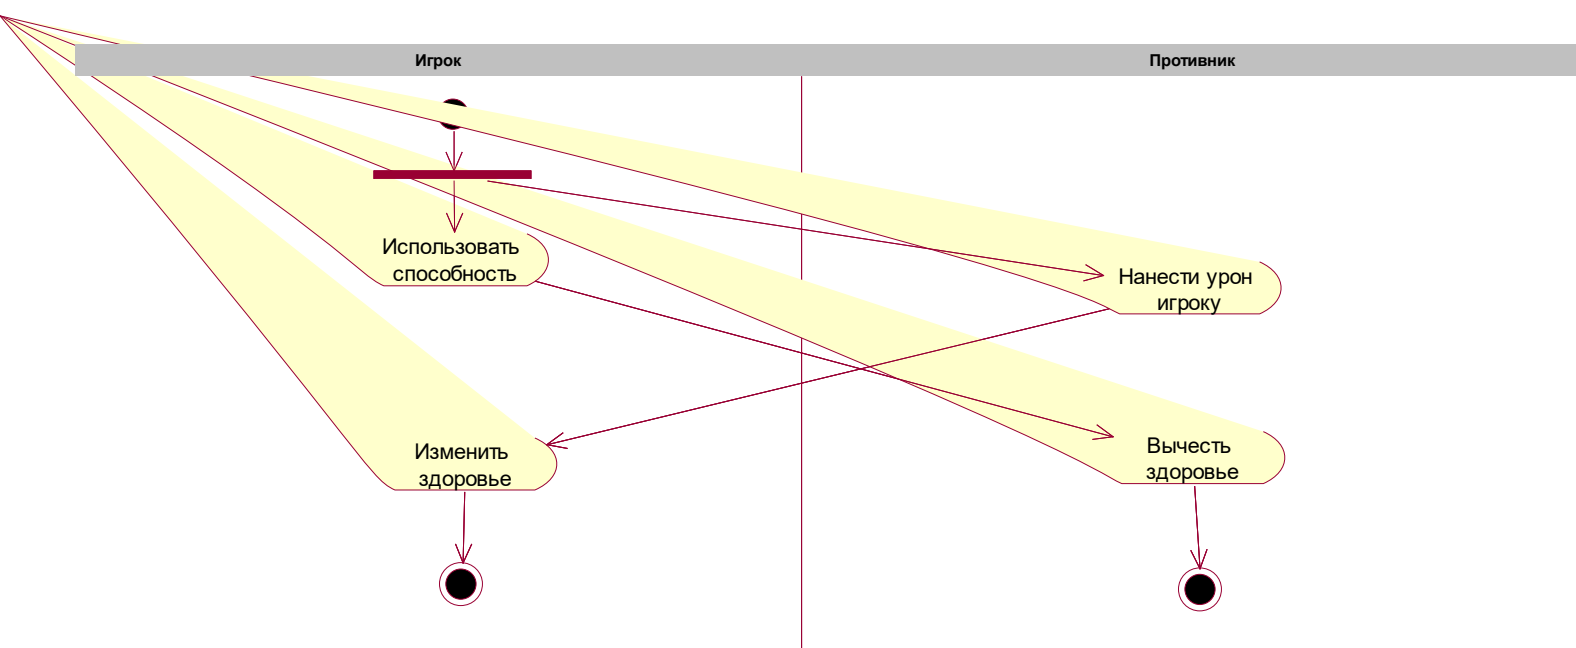 Игрок
Противник
Использовать
способность
Нанести урон
игроку
Изменить
здоровье
Вычесть
здоровье